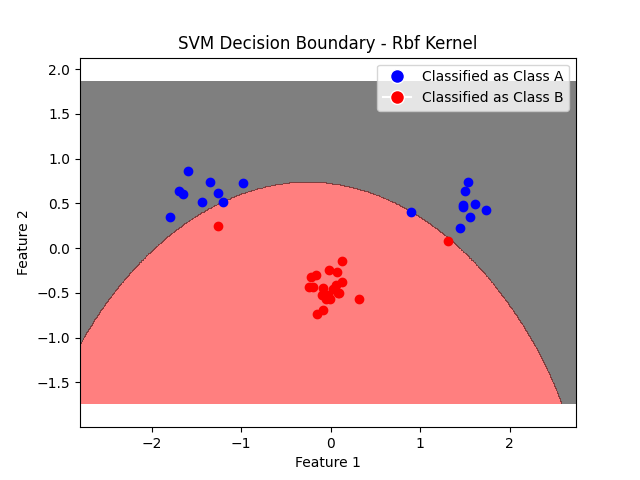 SVM Decision Boundary - Rbf Kernel
Classified as Class A
Classified as Class B
2.0
1.5
1.0
0.5
0.0
−0.5
−1.0
−1.5
Feature 2
−2
−1
0
1
2
Feature 1